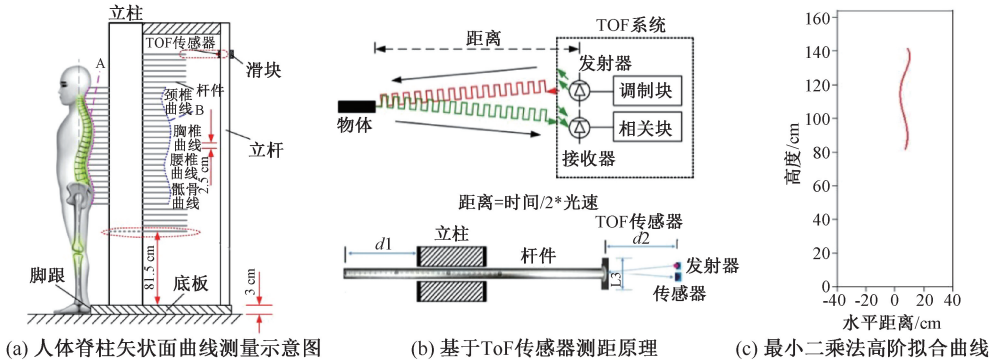 立柱
TOF传感器
滑块
A
杆件
颈椎
曲线
B
胸椎
曲线
立杆
腰椎
曲线
2.5 cm
骶骨
曲线
81.5 cm
脚跟
底板
3 cm
(a) 人体脊柱矢状面曲线测量示意图
TOF系统
距离
发射器
调制块
物体
相关块
接收器
距离=时间/2*光速
TOF传感器
立柱
d1
杆件
d2
发射器
L3
传感器
(b) 基于ToF传感器测距原理
160
140
120
100
80
60
40
20
0
高度/cm
-40 -20 0 20 40
水平距离/cm
(c) 最小二乘法高阶拟合曲线